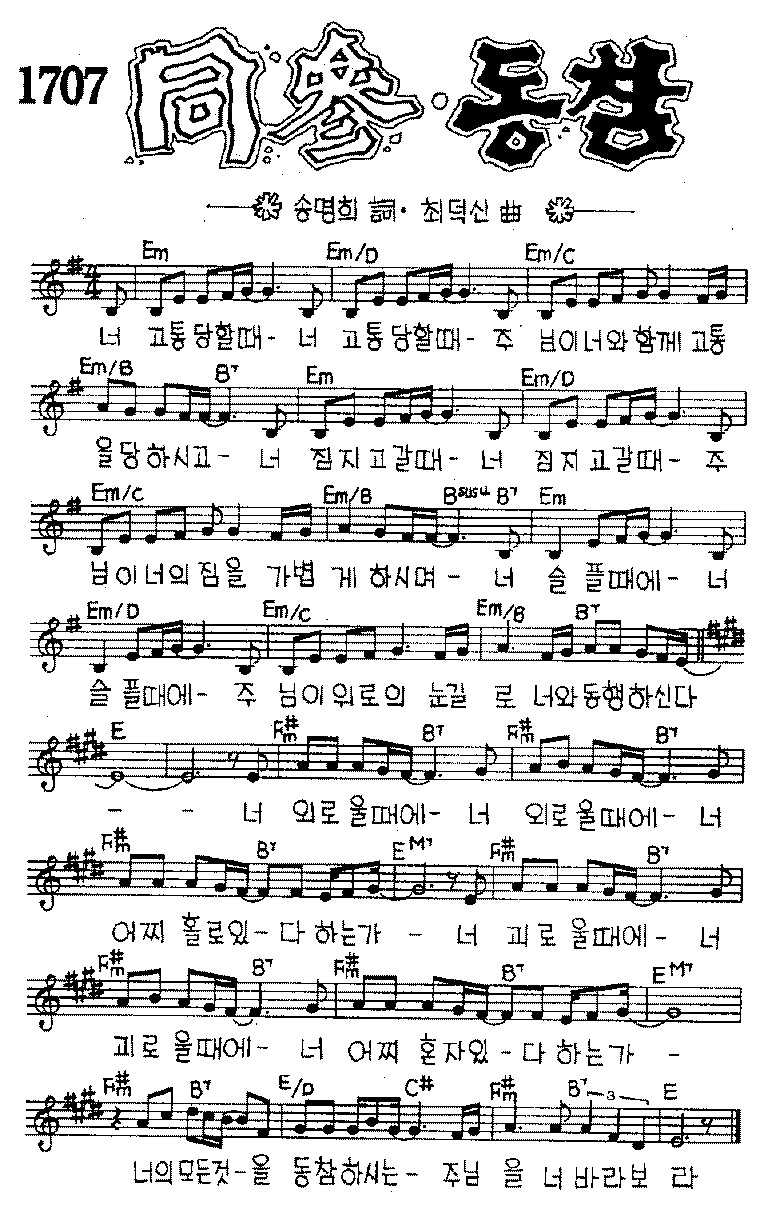 1707 同參·동참
송명희 詞·최덕신 曲
Em Em/D Em/C
너 고통당할때- 너 고통당할때- 주 님이너와함께 고통
Em/B B7 Em Em/D
을당하시고- 너 짐지고갈때- 너 짐지고갈때- 주
Em/C Em/B Bsus4 B7 Em
님이너의짐을 가볍 게하시며- 너 슬플때에- 너
Em/D Em/C Em/B B7
슬플때에- 주 님이위로의 눈길 로 너와동행하신다
E F#m B7 F#m B7
- - 너 외로울때에- 너 외로울때에- 너
F#m B7 EM7 F#m B7
어찌 홀로있-다하는가 - 너 괴로울때에- 너
F#m B7 F#m B7 EM7
괴로울때에- 너 어찌 혼자있-다하는가 -
F#m B7 E/D C# F#m B7 3 E
너의모든것-을 동참하시는- 주님 을 너바라보 라